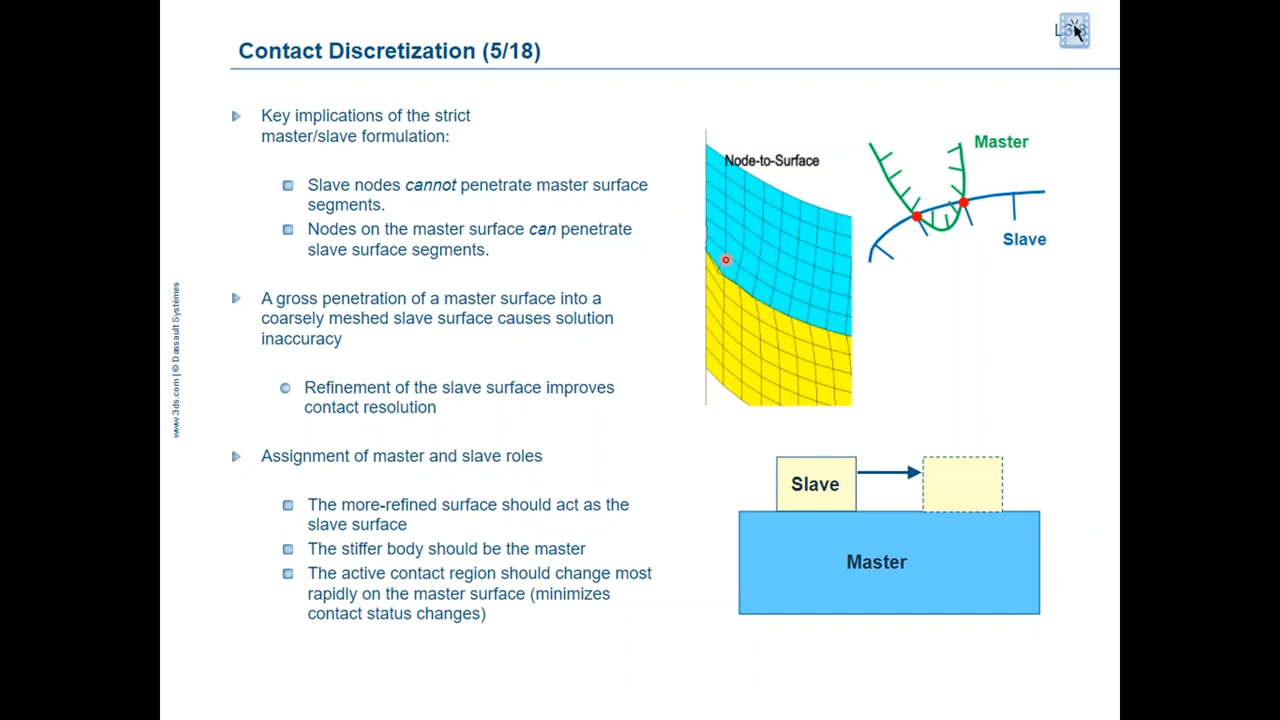 Contact Discretization (5/18)
Key implications of the strict
master/slave formulation:
Slave nodes cannot penetrate master surface
segments.
Nodes on the master surface can penetrate
slave surface segments.
A gross penetration of a master surface into a
coarsely meshed slave surface causes solution
inaccuracy
Refinement of the slave surface improves
contact resolution
Assignment of master and slave roles
The more-refined surface should act as the
slave surface
The stiffer body should be the master
The active contact region should change most
rapidly on the master surface (minimizes
contact status changes)
Node-to-Surface
Master
Slave
Slave
Master
www.3ds.com | © Dassault Systèmes